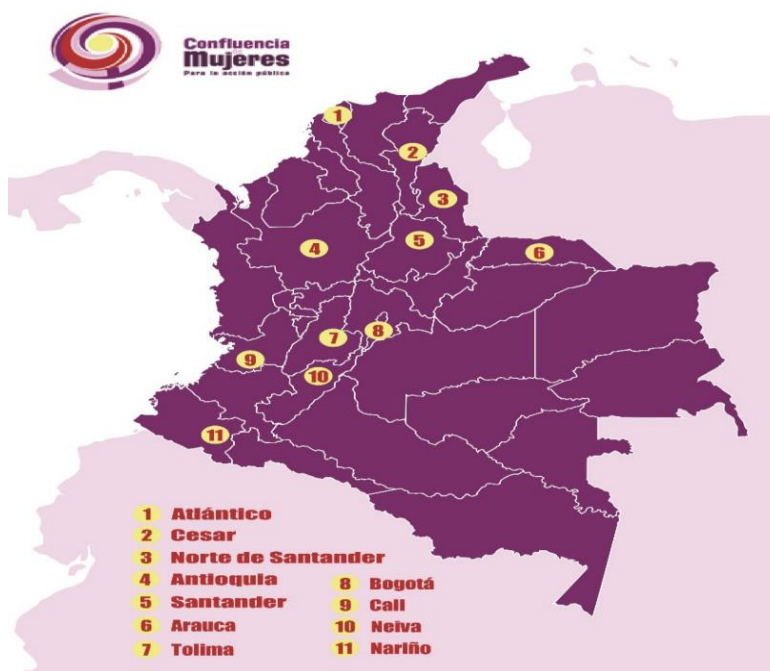 Confluencia
de
Mujeres
Para la acción pública
1
2
3
4
5
6
7
8
9
10
11
1 Atlántico
2 Cesar
3 Norte de Santander
4 Antioquia
5 Santander
6 Arauca
7 Tolima
8 Bogotá
9 Cali
10 Neiva
11 Nariño